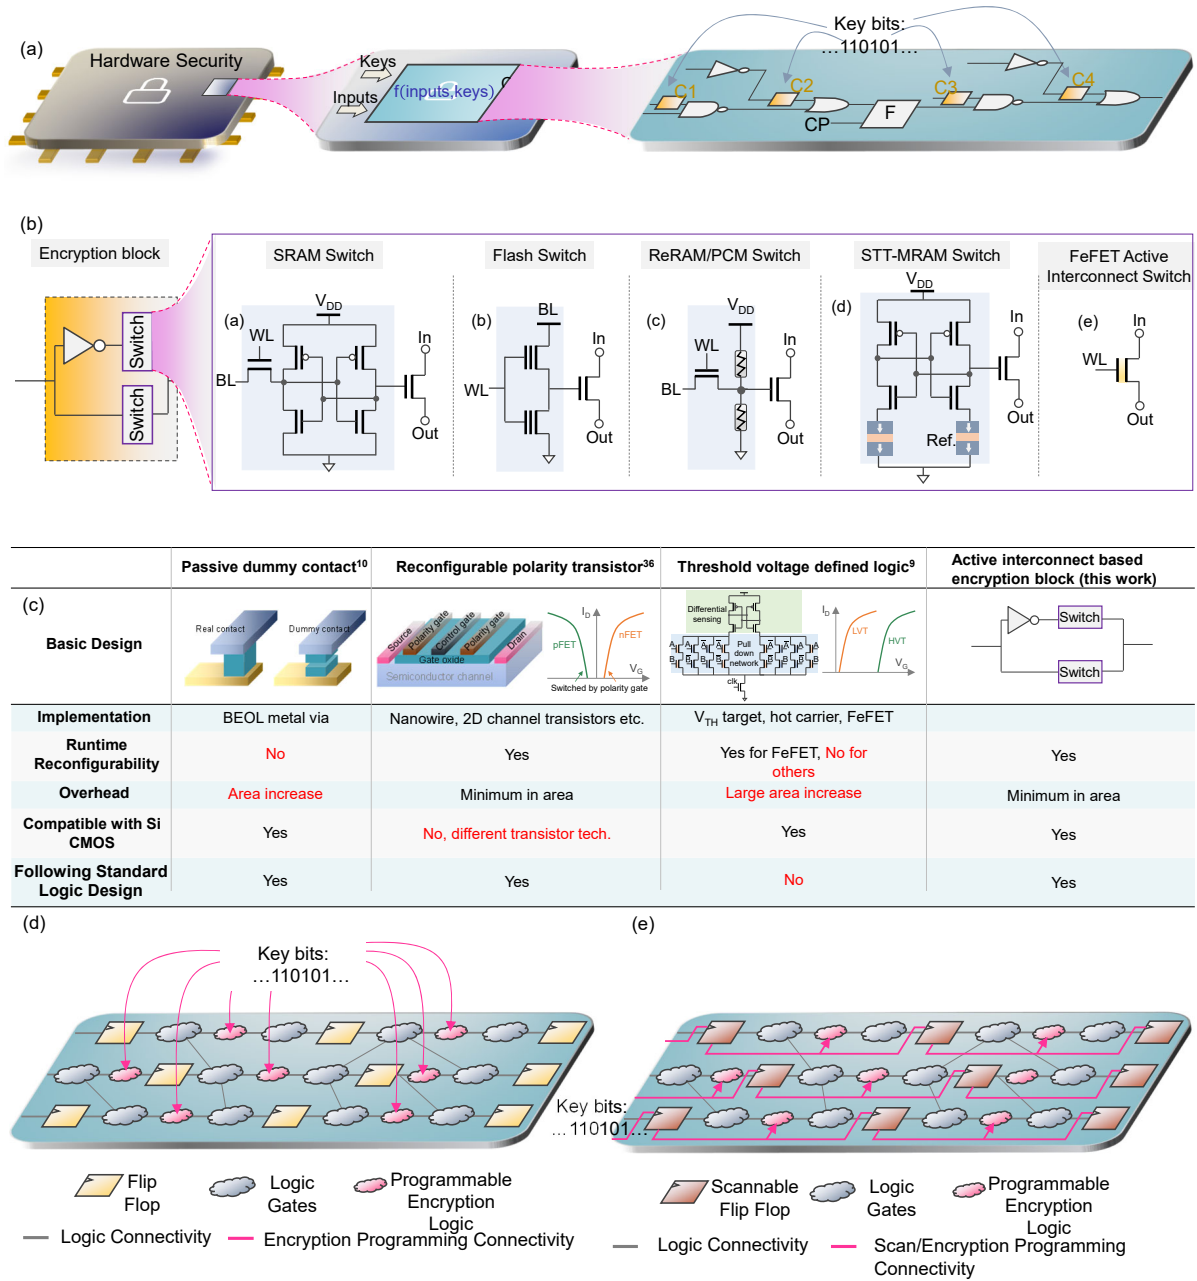 (a)
Hardware Security
Keys
Inputs
f(inputs,keys)
Key bits:
…110101…
C1
C2
C3
C4
CP
F
(b)
Encryption block
Switch
Switch
SRAM Switch
(a)
V_DD
WL
BL
In
Out
Flash Switch
(b)
BL
WL
In
Out
ReRAM/PCM Switch
(c)
V_DD
WL
BL
In
Out
STT-MRAM Switch
(d)
V_DD
In
Out
Ref.
FeFET Active
Interconnect Switch
(e)
In
WL
Out
Passive dummy contact10
Reconfigurable polarity transistor36
Threshold voltage defined logic9
Active interconnect based
encryption block (this work)
(c)
Basic Design
Real contact
Dummy contact
Source
Polarity gate
Control gate
Polarity gate
Drain
Gate oxide
Semiconductor channel
I_D
pFET
nFET
V_G
Switched by polarity gate
Differential
sensing
Pull
down
network
A A A A A A A A
B B B B B B B B
clk
I_D
LVT
HVT
V_G
Switch
Switch
Implementation
BEOL metal via
Nanowire, 2D channel transistors etc.
V_TH target, hot carrier, FeFET
Runtime
Reconfigurability
No
Yes
Yes for FeFET, No for
others
Yes
Overhead
Area increase
Minimum in area
Large area increase
Minimum in area
Compatible with Si
CMOS
Yes
No, different transistor tech.
Yes
Yes
Following Standard
Logic Design
Yes
Yes
No
Yes
(d)
Key bits:
…110101…
Flip
Flop
Logic
Gates
Programmable
Encryption
Logic
Logic Connectivity
Encryption Programming Connectivity
(e)
Key bits:
…110101…
Scannable
Flip Flop
Logic
Gates
Programmable
Encryption
Logic
Logic Connectivity
Scan/Encryption Programming
Connectivity